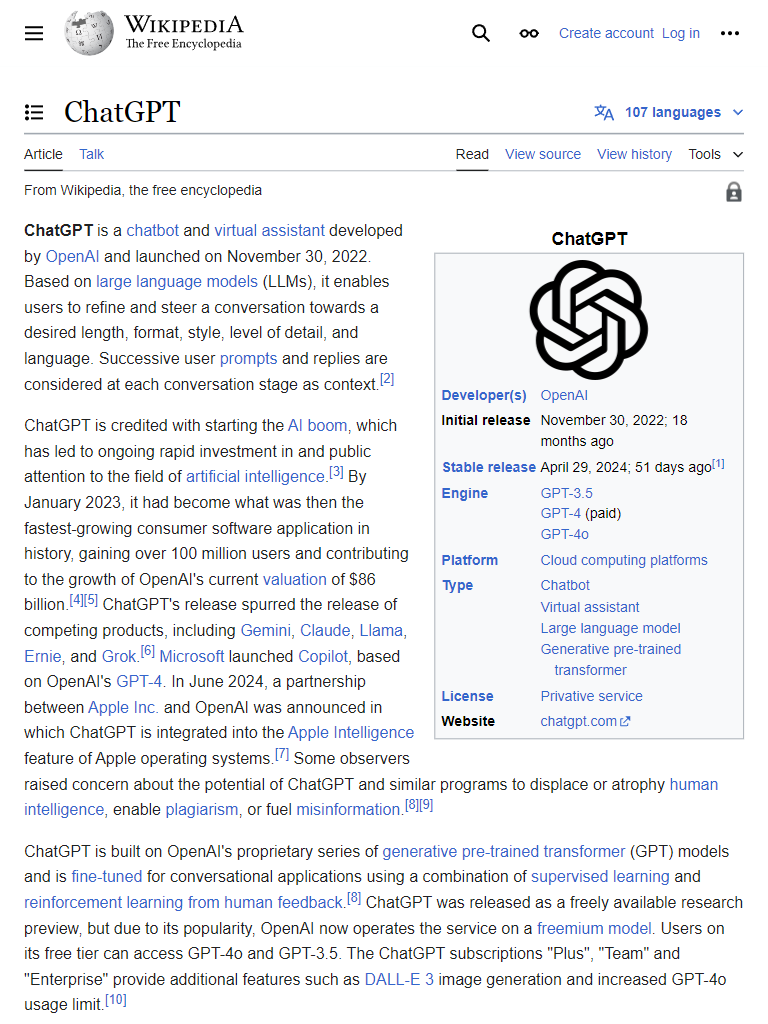 WIKIPEDIA
The Free Encyclopedia
Create account Log in
ChatGPT
107 languages
Article Talk
Read View source View history Tools
From Wikipedia, the free encyclopedia
ChatGPT is a chatbot and virtual assistant developed
by OpenAI and launched on November 30, 2022.
Based on large language models (LLMs), it enables
users to refine and steer a conversation towards a
desired length, format, style, level of detail, and
language. Successive user prompts and replies are
considered at each conversation stage as context.[2]
ChatGPT is credited with starting the AI boom, which
has led to ongoing rapid investment in and public
attention to the field of artificial intelligence.[3] By
January 2023, it had become what was then the
fastest-growing consumer software application in
history, gaining over 100 million users and contributing
to the growth of OpenAI's current valuation of $86
billion.[4][5] ChatGPT's release spurred the release of
competing products, including Gemini, Claude, Llama,
Ernie, and Grok.[6] Microsoft launched Copilot, based
on OpenAI's GPT-4. In June 2024, a partnership
between Apple Inc. and OpenAI was announced in
which ChatGPT is integrated into the Apple Intelligence
feature of Apple operating systems.[7] Some observers
raised concern about the potential of ChatGPT and similar programs to displace or atrophy human
intelligence, enable plagiarism, or fuel misinformation.[8][9]
ChatGPT
Developer(s) OpenAI
Initial release November 30, 2022; 18
months ago
Stable release April 29, 2024; 51 days ago[1]
Engine GPT-3.5
GPT-4 (paid)
GPT-4o
Platform Cloud computing platforms
Type Chatbot
Virtual assistant
Large language model
Generative pre-trained
transformer
License Privative service
Website chatgpt.com
ChatGPT is built on OpenAI's proprietary series of generative pre-trained transformer (GPT) models
and is fine-tuned for conversational applications using a combination of supervised learning and
reinforcement learning from human feedback.[8] ChatGPT was released as a freely available research
preview, but due to its popularity, OpenAI now operates the service on a freemium model. Users on
its free tier can access GPT-4o and GPT-3.5. The ChatGPT subscriptions "Plus", "Team" and
"Enterprise" provide additional features such as DALL-E 3 image generation and increased GPT-4o
usage limit.[10]